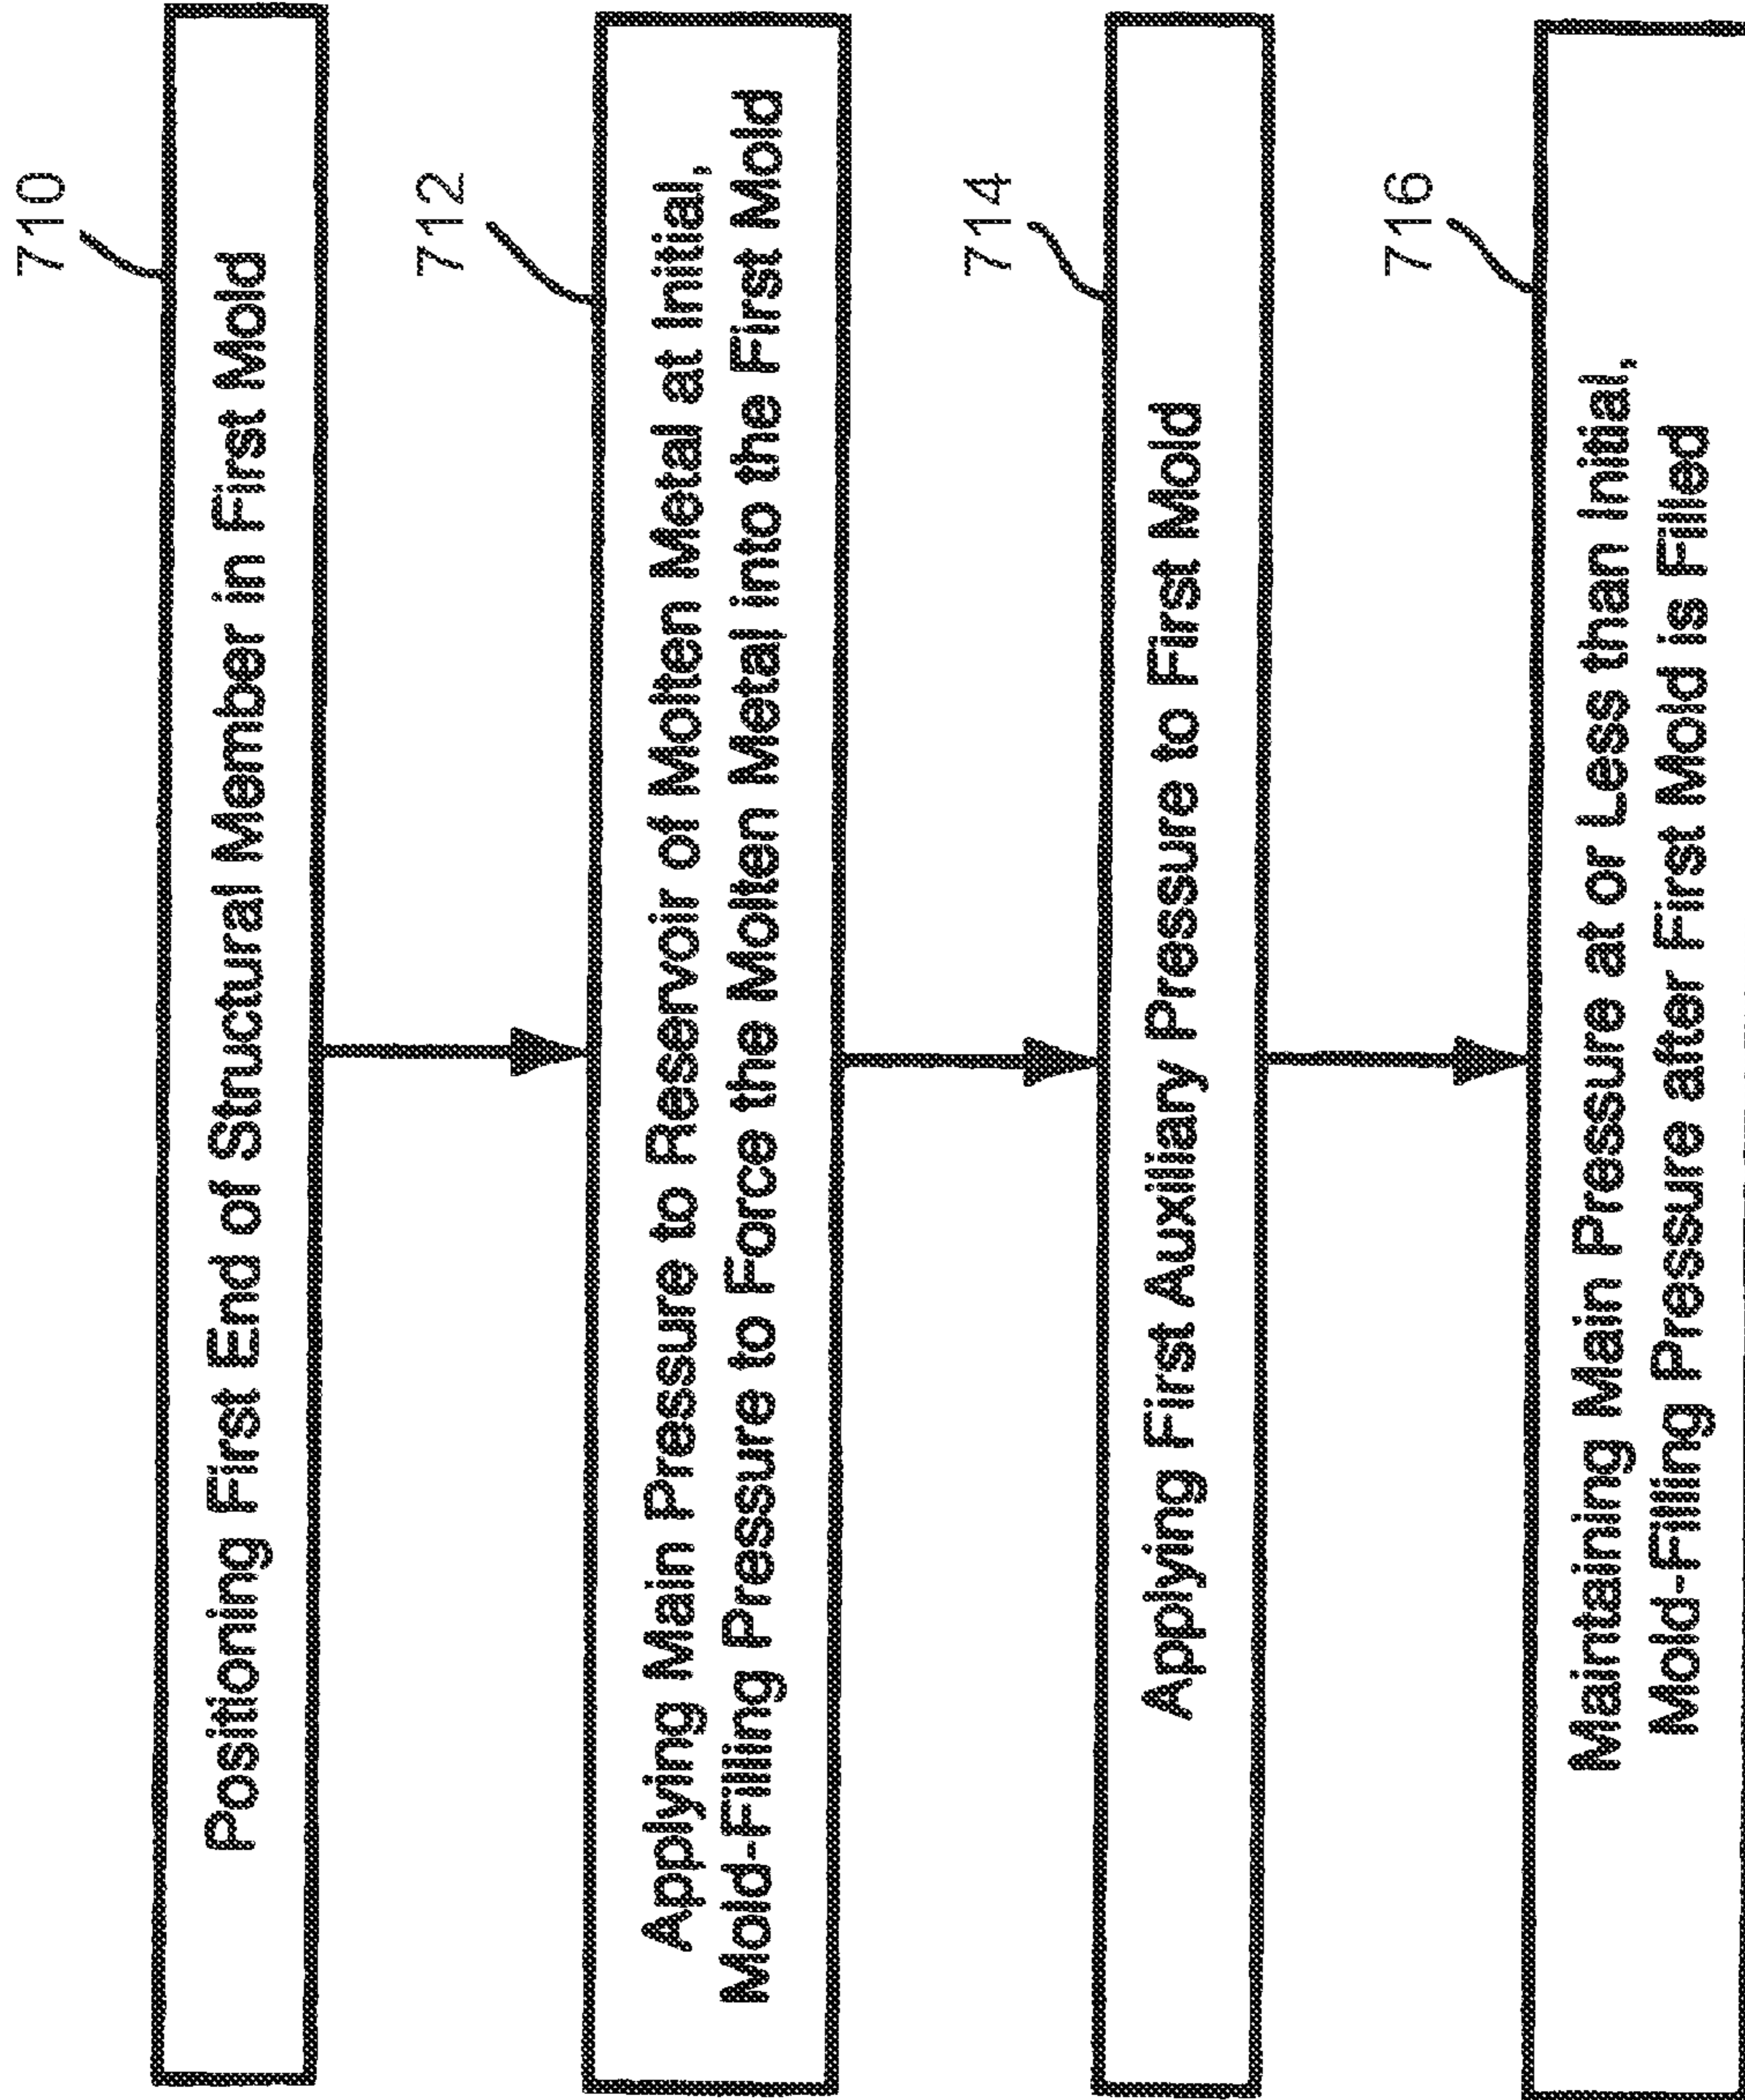 710
Positioning First End of Structural Member in First Mold
712
Applying Main Pressure to Reservoir of Molten Metal at Initial,
Mold-Filling Pressure to Force the Molten Metal into the First Mold
714
Applying First Auxiliary Pressure to First Mold
716
Maintaining Main Pressure at or Less than Initial,
Mold-Filling Pressure after First Mold is Filled